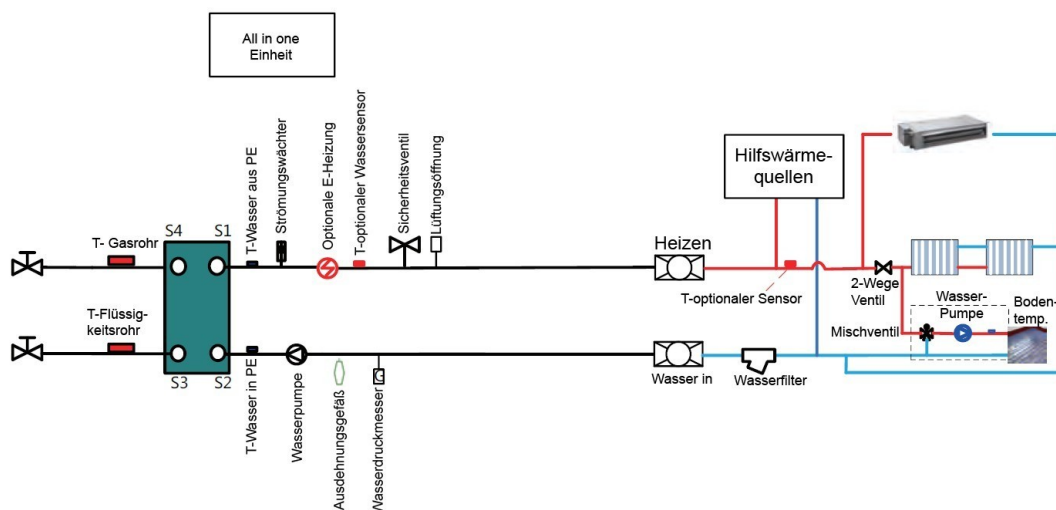 All in one
Einheit
T-Wasser aus PE
Strömungswächter
Optionale E-Heizung
T-optionaler Wassersensor
Sicherheitsventil
Lüftungsöffnung
Hilfswärme-
quellen
S4
S1
T- Gasrohr
Heizen
T-optionaler Sensor
2-Wege
Ventil
Wasser-
Pumpe
Boden-
temp.
Mischventil
T-Flüssig-
keitsrohr
S3
S2
T-Wasser in PE
Wasserpumpe
Ausdehnungsgefäß
Wasserdruckmesser
G
Wasser in
Wasserfilter